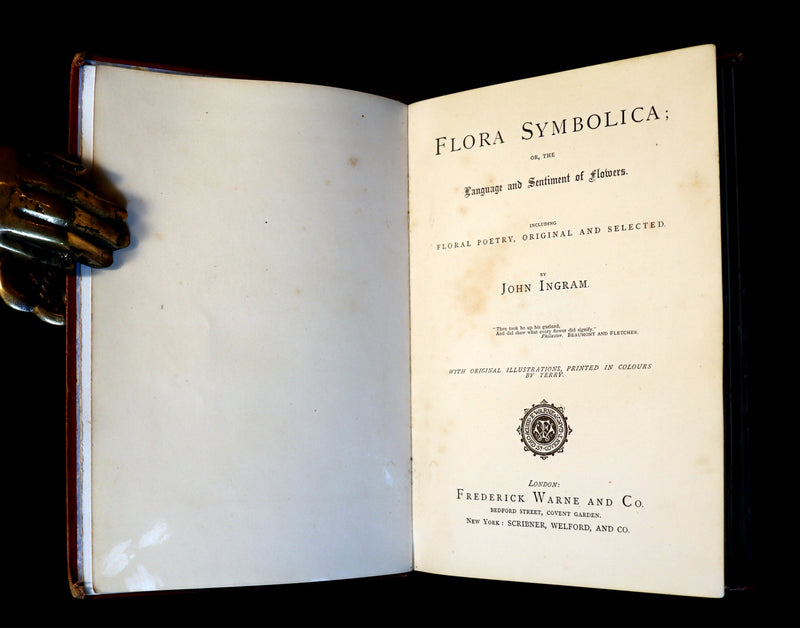 FLORA SYMBOLICA;
OR, THE
Language and Sentiment of Flowers.
INCLUDING
FLORAL POETRY, ORIGINAL AND SELECTED.
BY
JOHN INGRAM.
"Then took he up his garland,
And did show what every flower did signify."
Philaster. BEAUMONT AND FLETCHER.
WITH ORIGINAL ILLUSTRATIONS, PRINTED IN COLOURS
BY TERRY.
LONDON:
FREDERICK WARNE AND CO.
BEDFORD STREET, COVENT GARDEN.
NEW YORK: SCRIBNER, WELFORD, AND CO.